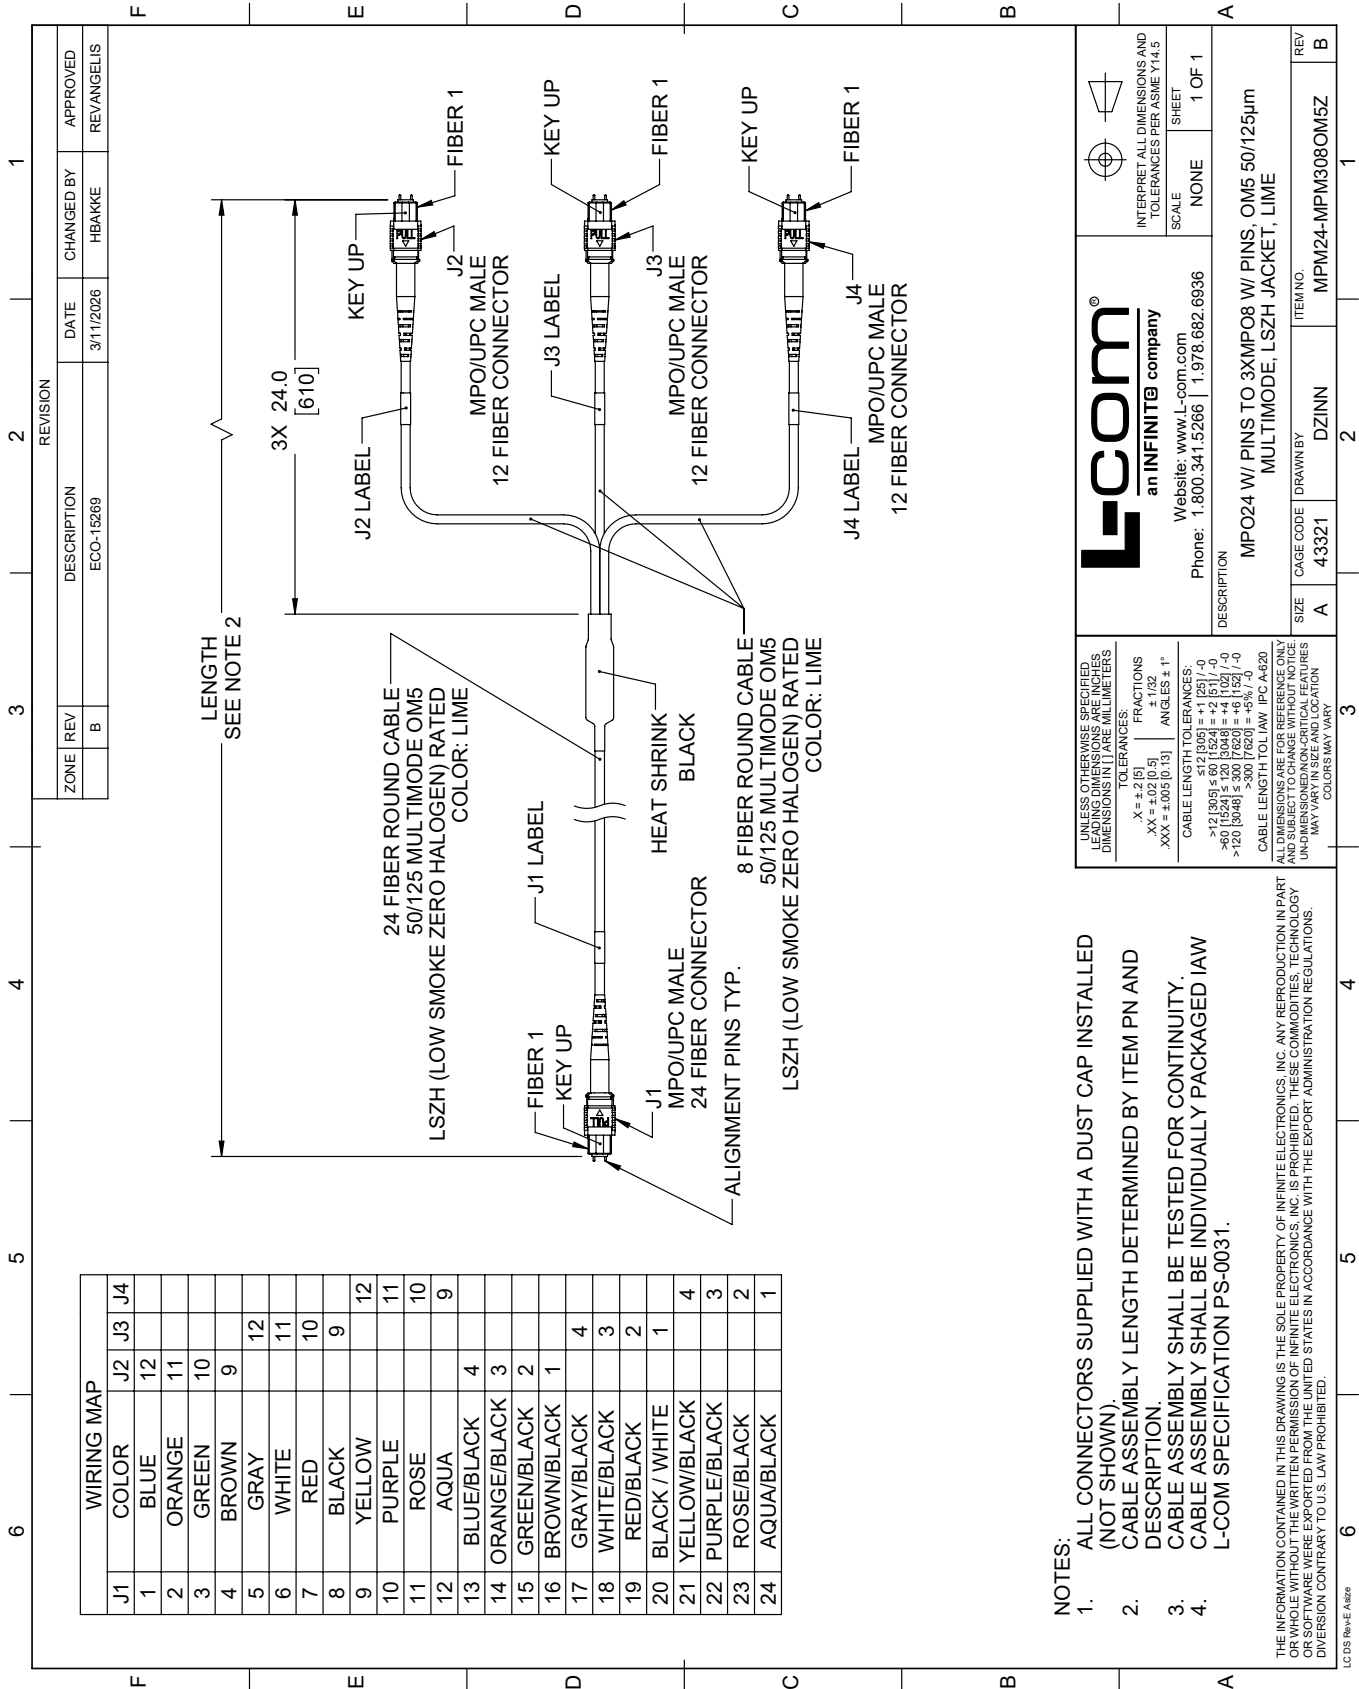 REVISION
ZONE REV DESCRIPTION DATE CHANGED BY APPROVED
B ECO-15269 3/11/2026 HBAKKE REVANGELIS
6 5 4 3 2 1
F
E
D
C
B
A
WIRING MAP
J1 COLOR J2 J3 J4
1 BLUE 12
2 ORANGE 11
3 GREEN 10
4 BROWN 9
5 GRAY 12
6 WHITE 11
7 RED 10
8 BLACK 9
9 YELLOW 12
10 PURPLE 11
11 ROSE 10
12 AQUA 9
13 BLUE/BLACK 4
14 ORANGE/BLACK 3
15 GREEN/BLACK 2
16 BROWN/BLACK 1
17 GRAY/BLACK 4
18 WHITE/BLACK 3
19 RED/BLACK 2
20 BLACK / WHITE 1
21 YELLOW/BLACK 4
22 PURPLE/BLACK 3
23 ROSE/BLACK 2
24 AQUA/BLACK 1
LENGTH
SEE NOTE 2
3X 24.0
[610]
24 FIBER ROUND CABLE
50/125 MULTIMODE OM5
LSZH (LOW SMOKE ZERO HALOGEN) RATED
COLOR: LIME
FIBER 1
KEY UP
PULL
J1
MPO/UPC MALE
24 FIBER CONNECTOR
ALIGNMENT PINS TYP.
J1 LABEL
HEAT SHRINK
BLACK
8 FIBER ROUND CABLE
50/125 MULTIMODE OM5
LSZH (LOW SMOKE ZERO HALOGEN) RATED
COLOR: LIME
J2 LABEL
KEY UP
PULL
FIBER 1
J2
MPO/UPC MALE
12 FIBER CONNECTOR
J3 LABEL
KEY UP
PULL
FIBER 1
J3
MPO/UPC MALE
12 FIBER CONNECTOR
J4 LABEL
KEY UP
PULL
FIBER 1
J4
MPO/UPC MALE
12 FIBER CONNECTOR
NOTES:
1. ALL CONNECTORS SUPPLIED WITH A DUST CAP INSTALLED
(NOT SHOWN).
2. CABLE ASSEMBLY LENGTH DETERMINED BY ITEM PN AND
DESCRIPTION.
3. CABLE ASSEMBLY SHALL BE TESTED FOR CONTINUITY.
4. CABLE ASSEMBLY SHALL BE INDIVIDUALLY PACKAGED IAW
L-COM SPECIFICATION PS-0031.
THE INFORMATION CONTAINED IN THIS DRAWING IS THE SOLE PROPERTY OF INFINITE ELECTRONICS, INC. ANY REPRODUCTION IN PART
OR WHOLE WITHOUT THE WRITTEN PERMISSION OF INFINITE ELECTRONICS, INC. IS PROHIBITED. THESE COMMODITIES, TECHNOLOGY
OR SOFTWARE WERE EXPORTED FROM THE UNITED STATES IN ACCORDANCE WITH THE EXPORT ADMINISTRATION REGULATIONS.
DIVERSION CONTRARY TO U.S. LAW PROHIBITED.
UNLESS OTHERWISE SPECIFIED
LEADING DIMENSIONS ARE INCHES
DIMENSIONS IN [ ] ARE MILLIMETERS
TOLERANCES:
.X = ±.2 [5] FRACTIONS
.XX = ±.02 [0.5] ± 1/32
.XXX = ±.005 [0.13] ANGLES ± 1°
CABLE LENGTH TOLERANCES:
≤12 [305] = +1 [25] / -0
>12 [305] ≤ 60 [1524] = +2 [51] / -0
>60 [1524] ≤ 120 [3048] = +4 [102] / -0
>120 [3048] ≤ 300 [7620] = +6 [152] / -0
>300 [7620] = +5% / -0
CABLE LENGTH TOL IAW IPC A-620
ALL DIMENSIONS ARE FOR REFERENCE ONLY
AND SUBJECT TO CHANGE WITHOUT NOTICE.
UN-DIMENSIONED/NON-CRITICAL FEATURES
MAY VARY IN SIZE AND LOCATION
COLORS MAY VARY
L-com®
an INFINITE company
Website: www.L-com.com
Phone: 1.800.341.5266 | 1.978.682.6936
INTERPRET ALL DIMENSIONS AND
TOLERANCES PER ASME Y14.5
SCALE NONE
SHEET 1 OF 1
DESCRIPTION
MPO24 W/ PINS TO 3XMPO8 W/ PINS, OM5 50/125µm
MULTIMODE, LSZH JACKET, LIME
SIZE A
CAGE CODE 43321
DRAWN BY DZINN
ITEM NO. MPM24-MPM308OM5Z
REV B
6 5 4 3 2 1
F
E
D
C
B
A
LC DS Rev-E Asize